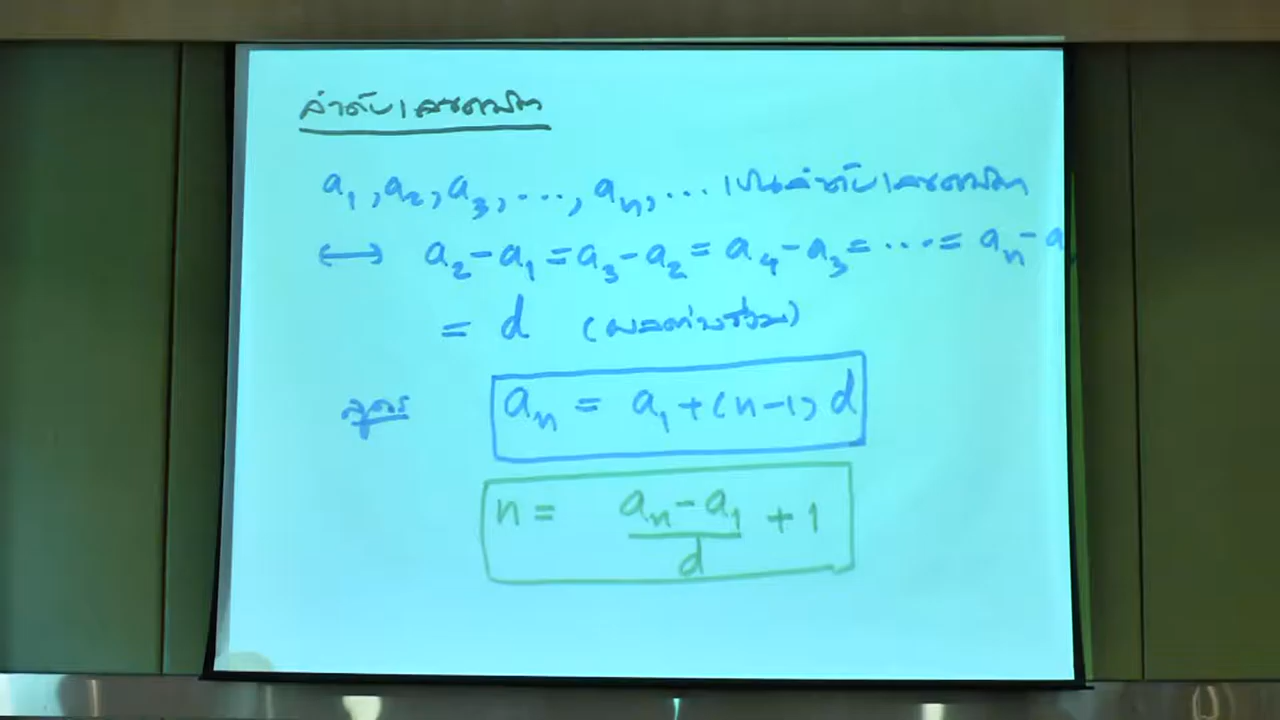 ลำดับเลขคณิต
a₁, a₂, a₃, ..., aₙ, ... เป็นลำดับเลขคณิต
⟷ a₂ - a₁ = a₃ - a₂ = a₄ - a₃ = ... = aₙ - a
= d (ผลต่างร่วม)
สูตร aₙ = a₁ + (n-1) d
n = (aₙ - a₁)/d + 1